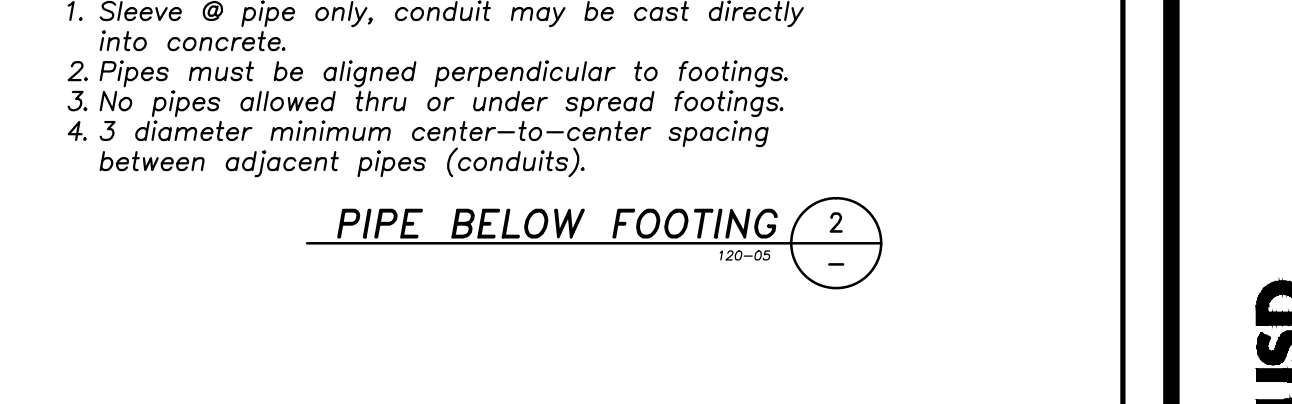 1. Sleeve @ pipe only, conduit may be cast directly
into concrete.
2. Pipes must be aligned perpendicular to footings.
3. No pipes allowed thru or under spread footings.
4. 3 diameter minimum center-to-center spacing
between adjacent pipes (conduits).
PIPE BELOW FOOTING
2
120-05
-